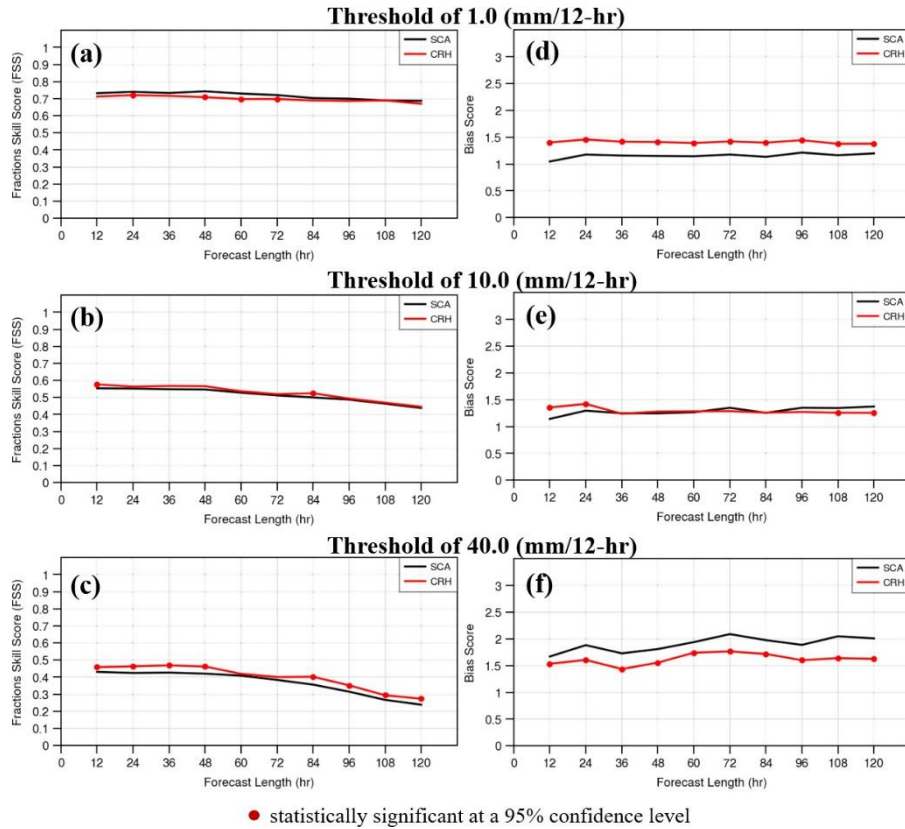 Threshold of 1.0 (mm/12-hr)
(a)
SCA
CRH
Fractions Skill Score (FSS)
1
0.9
0.8
0.7
0.6
0.5
0.4
0.3
0.2
0.1
0
0 12 24 36 48 60 72 84 96 108 120
Forecast Length (hr)
(d)
SCA
CRH
Bias Score
3
2.5
2
1.5
1
0.5
0
0 12 24 36 48 60 72 84 96 108 120
Forecast Length (hr)
Threshold of 10.0 (mm/12-hr)
(b)
SCA
CRH
Fractions Skill Score (FSS)
1
0.9
0.8
0.7
0.6
0.5
0.4
0.3
0.2
0.1
0
0 12 24 36 48 60 72 84 96 108 120
Forecast Length (hr)
(e)
SCA
CRH
Bias Score
3
2.5
2
1.5
1
0.5
0
0 12 24 36 48 60 72 84 96 108 120
Forecast Length (hr)
Threshold of 40.0 (mm/12-hr)
(c)
SCA
CRH
Fractions Skill Score (FSS)
1
0.9
0.8
0.7
0.6
0.5
0.4
0.3
0.2
0.1
0
0 12 24 36 48 60 72 84 96 108 120
Forecast Length (hr)
(f)
SCA
CRH
Bias Score
3
2.5
2
1.5
1
0.5
0
0 12 24 36 48 60 72 84 96 108 120
Forecast Length (hr)
statistically significant at a 95% confidence level